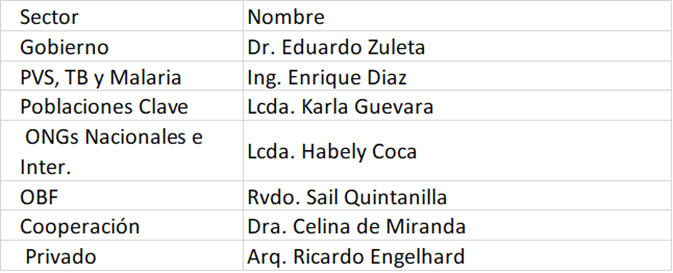 Sector Nombre
Gobierno Dr. Eduardo Zuleta
PVS, TB y Malaria Ing. Enrique Diaz
Poblaciones Clave Lcda. Karla Guevara
ONGs Nacionales e
Inter. Lcda. Habely Coca
OBF Rvdo. Sail Quintanilla
Cooperación Dra. Celina de Miranda
Privado Arq. Ricardo Engelhard